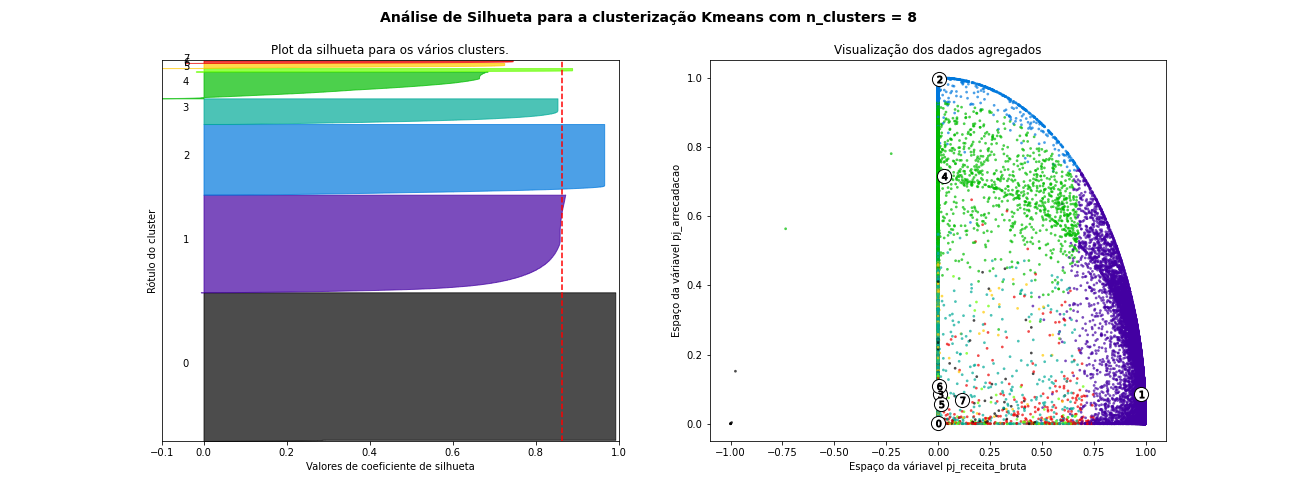 Análise de Silhueta para a clusterização Kmeans com n_clusters = 8
Plot da silhueta para os vários clusters.
7
5
4
3
2
1
0
Rótulo do cluster
−0.1 0.0 0.2 0.4 0.6 0.8 1.0
Valores de coeficiente de silhueta
Visualização dos dados agregados
1.0
0.8
0.6
0.4
0.2
0.0
Espaço da váriavel pj_arrecadacao
2
4
6
3
5
7
1
0
−1.00 −0.75 −0.50 −0.25 0.00 0.25 0.50 0.75 1.00
Espaço da váriavel pj_receita_bruta